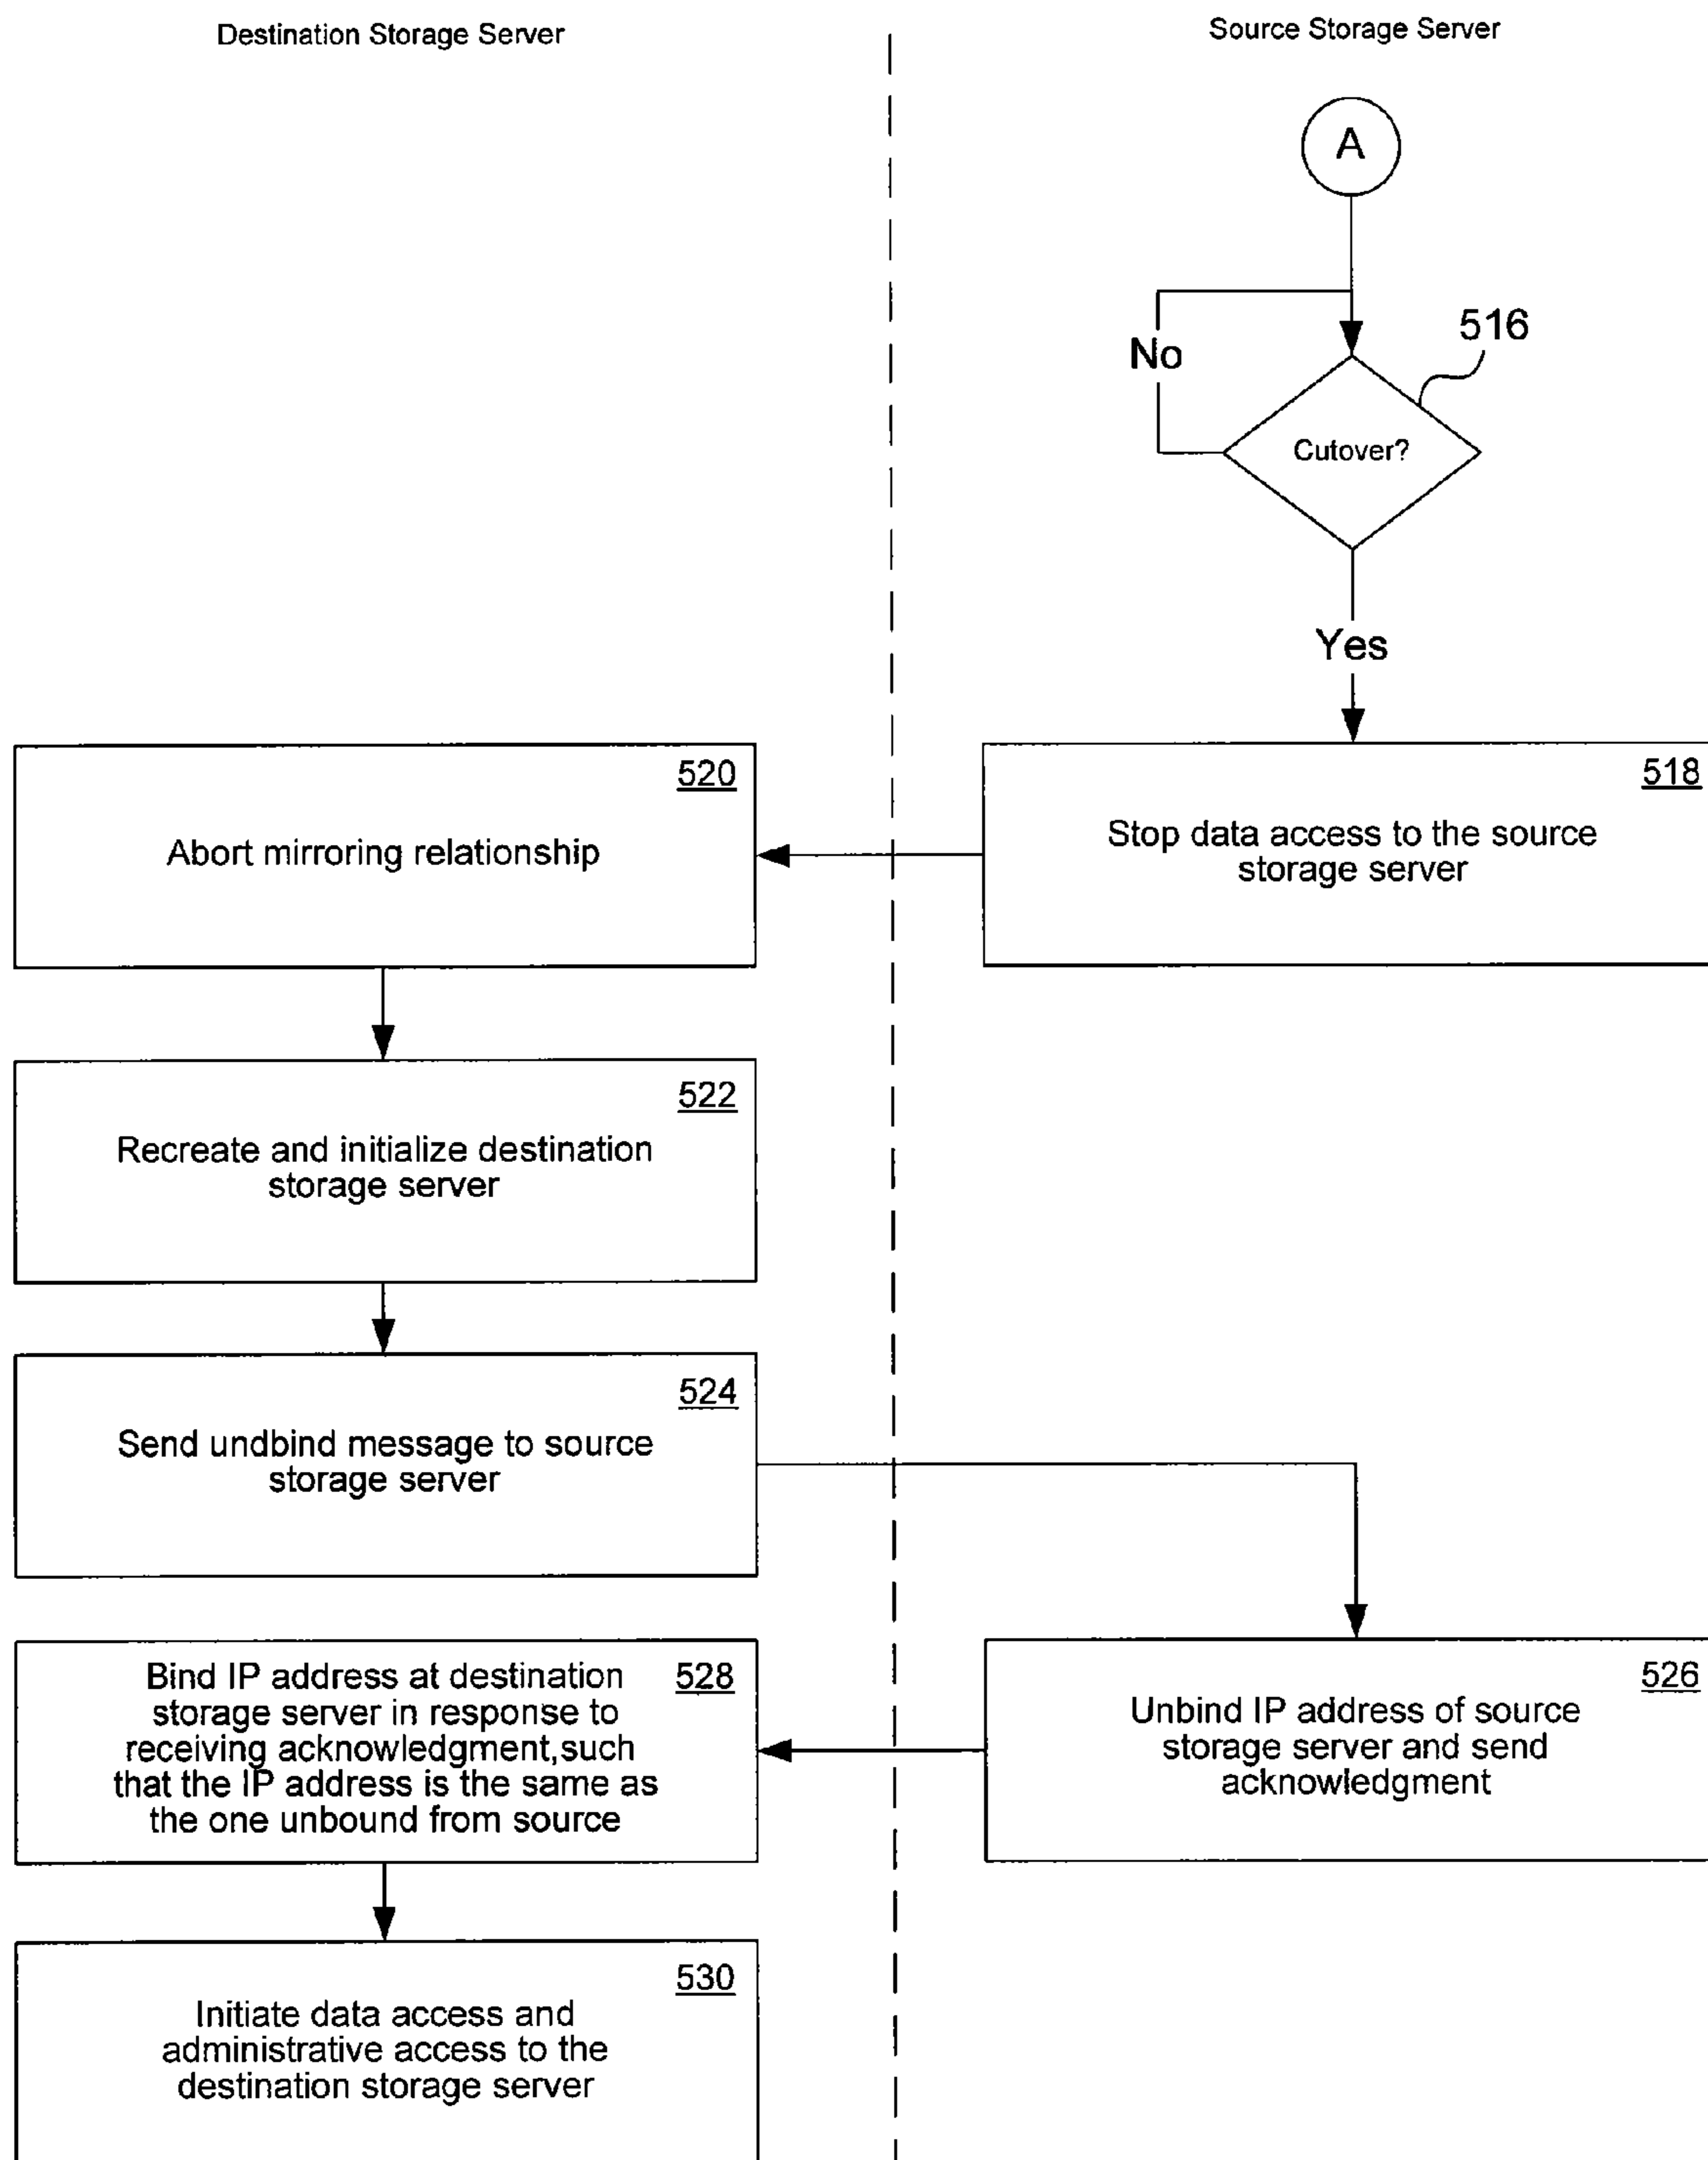 Destination Storage Server
Source Storage Server
A
516
No
Cutover?
Yes
520
Abort mirroring relationship
518
Stop data access to the source
storage server
522
Recreate and initialize destination
storage server
524
Send undbind message to source
storage server
528
Bind IP address at destination
storage server in response to
receiving acknowledgment,such
that the IP address is the same as
the one unbound from source
526
Unbind IP address of source
storage server and send
acknowledgment
530
Initiate data access and
administrative access to the
destination storage server